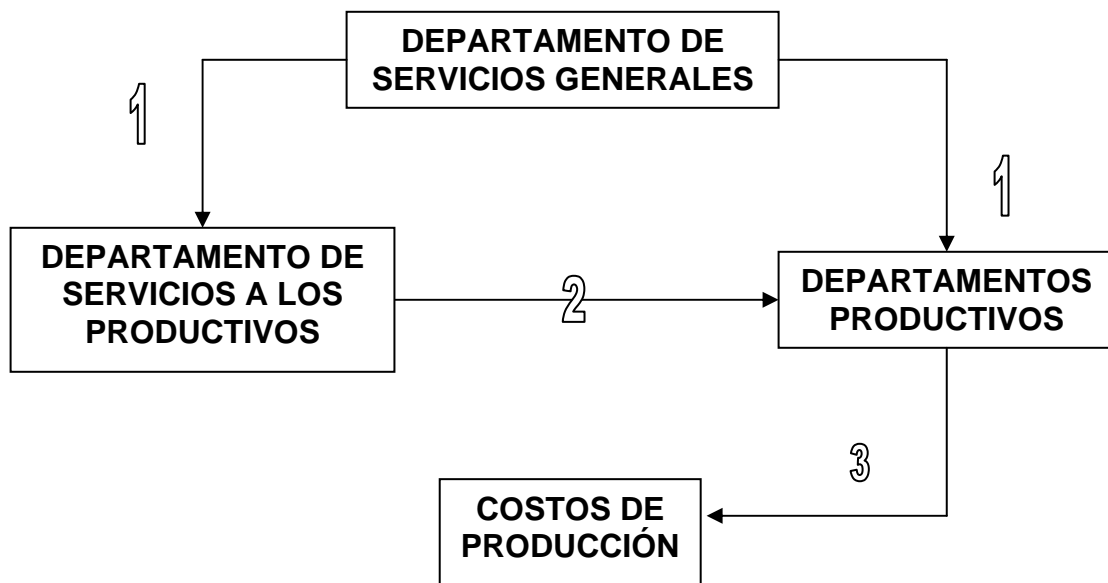 DEPARTAMENTO DE
SERVICIOS GENERALES
1
1
DEPARTAMENTO DE
SERVICIOS A LOS
PRODUCTIVOS
2
DEPARTAMENTOS
PRODUCTIVOS
3
COSTOS DE
PRODUCCIÓN